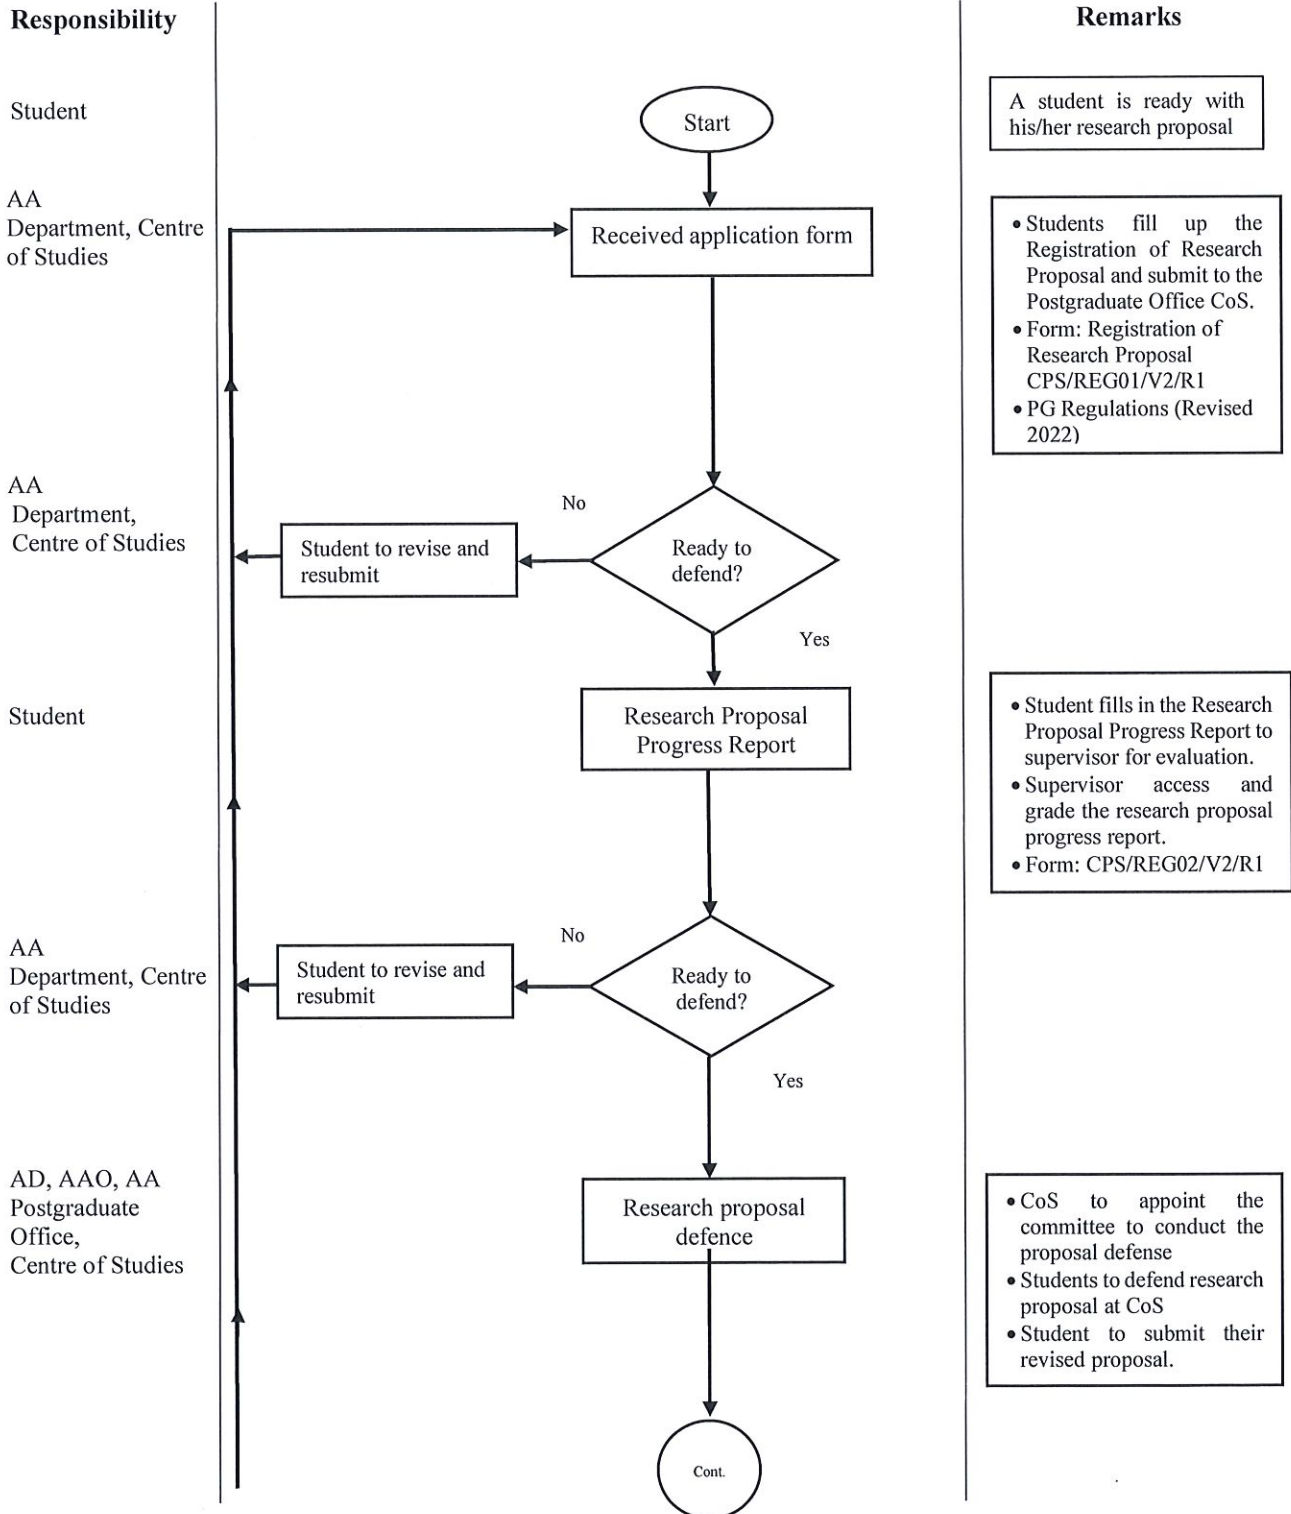 Responsibility
Remarks
Student
Start
A student is ready with
his/her research proposal
AA
Department, Centre
of Studies
Received application form
• Students fill up the
Registration of Research
Proposal and submit to the
Postgraduate Office CoS.
• Form: Registration of
Research Proposal
CPS/REG01/V2/R1
• PG Regulations (Revised
2022)
AA
Department,
Centre of Studies
Student to revise and
resubmit
No
Ready to
defend?
Yes
Student
Research Proposal
Progress Report
• Student fills in the Research
Proposal Progress Report to
supervisor for evaluation.
• Supervisor access and
grade the research proposal
progress report.
• Form: CPS/REG02/V2/R1
AA
Department, Centre
of Studies
Student to revise and
resubmit
No
Ready to
defend?
Yes
AD, AAO, AA
Postgraduate
Office,
Centre of Studies
Research proposal
defence
• CoS to appoint the
committee to conduct the
proposal defense
• Students to defend research
proposal at CoS
• Student to submit their
revised proposal.
Cont.